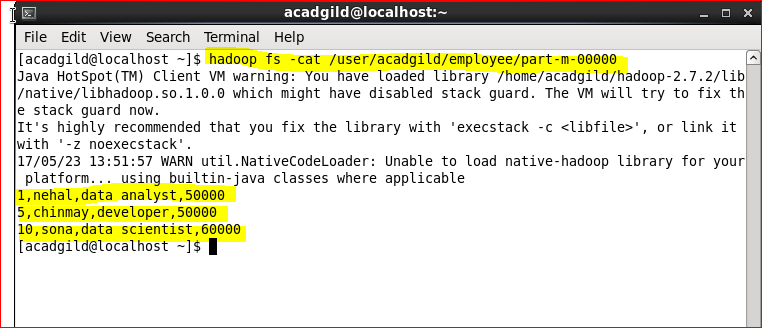 acadgild@localhost:~
File Edit View Search Terminal Help
[acadgild@localhost ~]$ hadoop fs -cat /user/acadgild/employee/part-m-00000
Java HotSpot(TM) Client VM warning: You have loaded library /home/acadgild/hadoop-2.7.2/lib
/native/libhadoop.so.1.0.0 which might have disabled stack guard. The VM will try to fix th
e stack guard now.
It's highly recommended that you fix the library with 'execstack -c <libfile>', or link it
with '-z noexecstack'.
17/05/23 13:51:57 WARN util.NativeCodeLoader: Unable to load native-hadoop library for your
 platform... using builtin-java classes where applicable
1,nehal,data analyst,50000
5,chinmay,developer,50000
10,sona,data scientist,60000
[acadgild@localhost ~]$